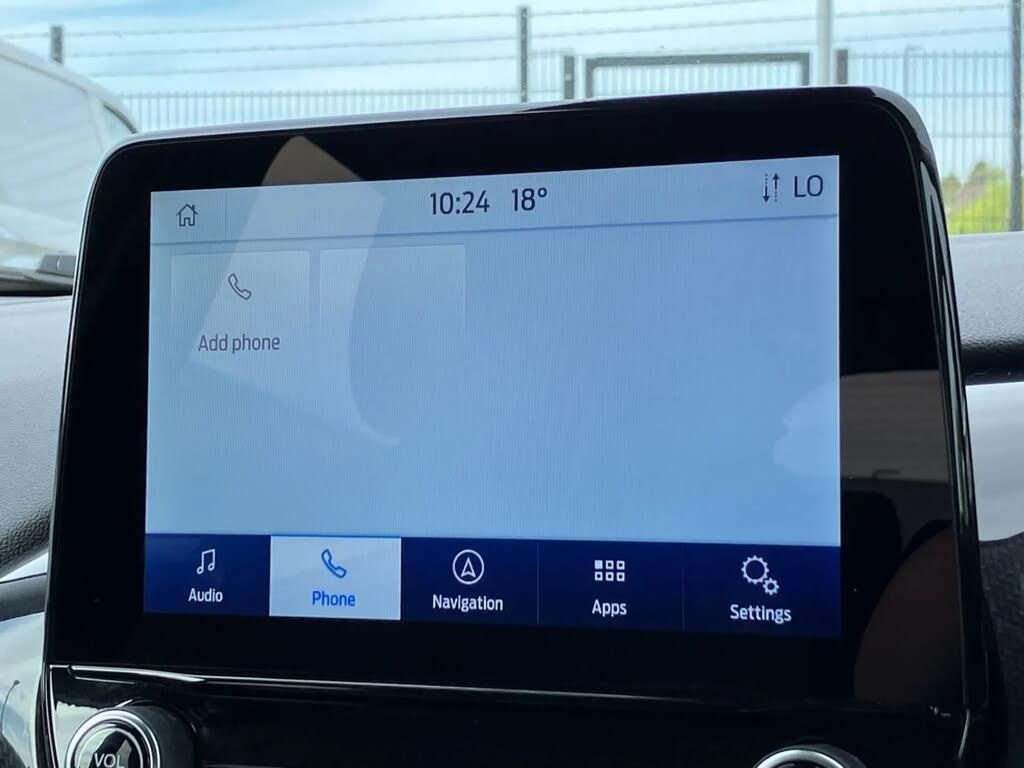 10:24 18° LO
Add phone
Audio Phone Navigation Apps Settings
VOL